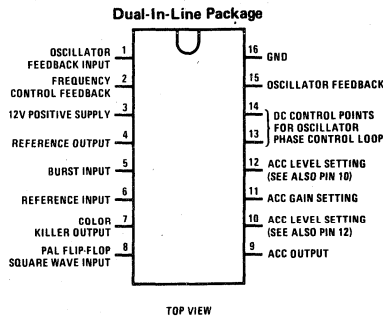 Dual-In-Line Package
OSCILLATOR
FEEDBACK INPUT
1
FREQUENCY
CONTROL FEEDBACK
2
12V POSITIVE SUPPLY
3
REFERENCE OUTPUT
4
BURST INPUT
5
REFERENCE INPUT
6
COLOR
KILLER OUTPUT
7
PAL FLIP-FLOP
SQUARE WAVE INPUT
8
16
GND
15
OSCILLATOR FEEDBACK
14
13
DC CONTROL POINTS
FOR OSCILLATOR
PHASE CONTROL LOOP
12
ACC LEVEL SETTING
(SEE ALSO PIN 10)
11
ACC GAIN SETTING
10
ACC LEVEL SETTING
(SEE ALSO PIN 12)
9
ACC OUTPUT
TOP VIEW